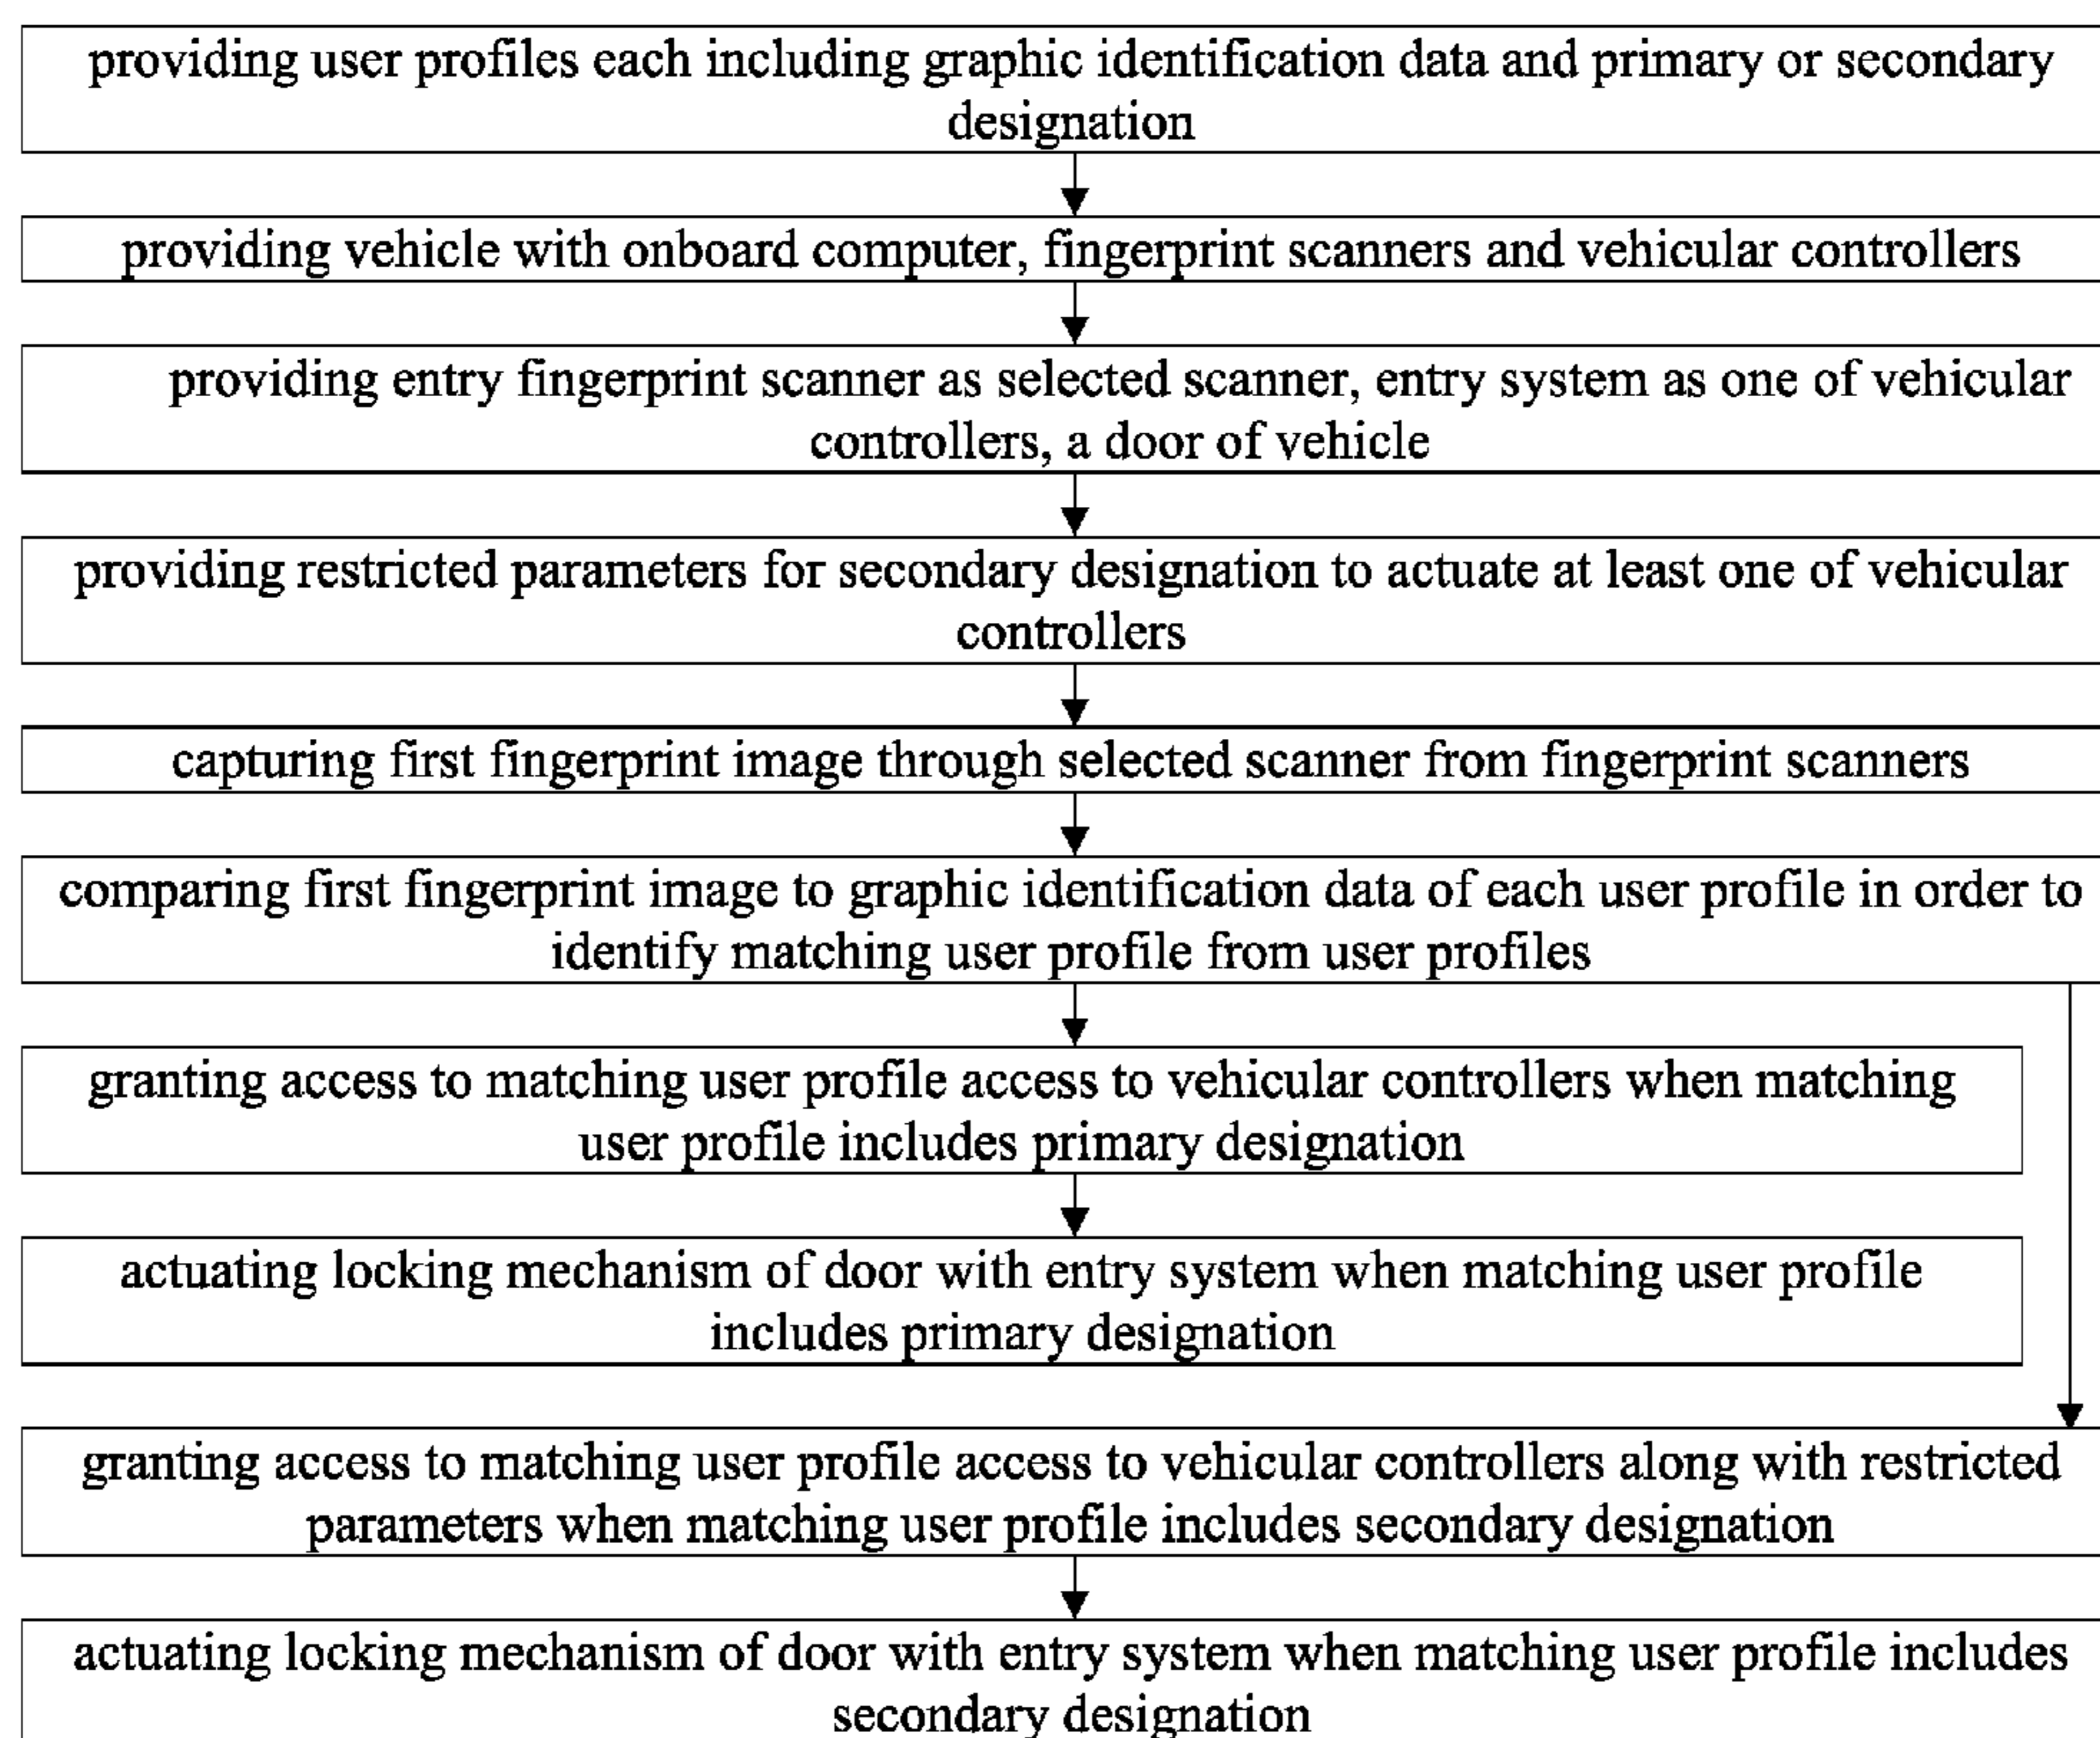 providing user profiles each including graphic identification data and primary or secondary
designation
providing vehicle with onboard computer, fingerprint scanners and vehicular controllers
providing entry fingerprint scanner as selected scanner, entry system as one of vehicular
controllers, a door of vehicle
providing restricted parameters for secondary designation to actuate at least one of vehicular
controllers
capturing first fingerprint image through selected scanner from fingerprint scanners
comparing first fingerprint image to graphic identification data of each user profile in order to
identify matching user profile from user profiles
granting access to matching user profile access to vehicular controllers when matching
user profile includes primary designation
actuating locking mechanism of door with entry system when matching user profile
includes primary designation
granting access to matching user profile access to vehicular controllers along with restricted
parameters when matching user profile includes secondary designation
actuating locking mechanism of door with entry system when matching user profile includes
secondary designation